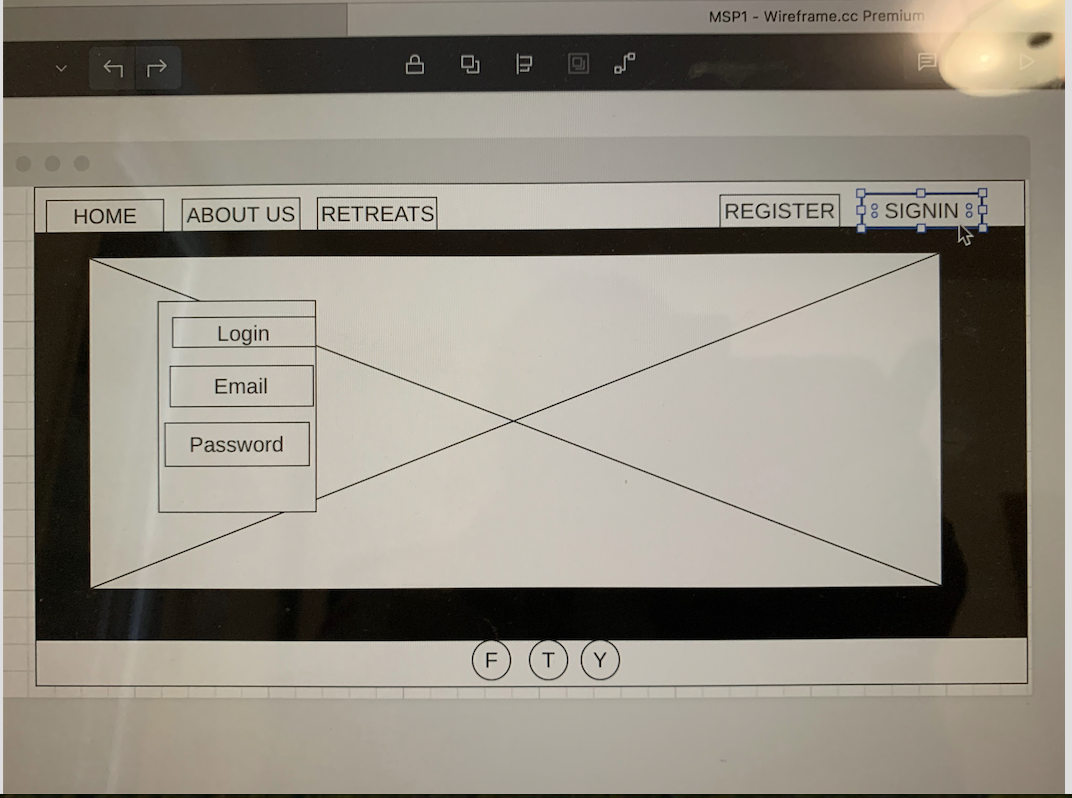 MSP1 - Wireframe.cc Premium
HOME ABOUT US RETREATS REGISTER SIGNIN
Login
Email
Password
F T Y